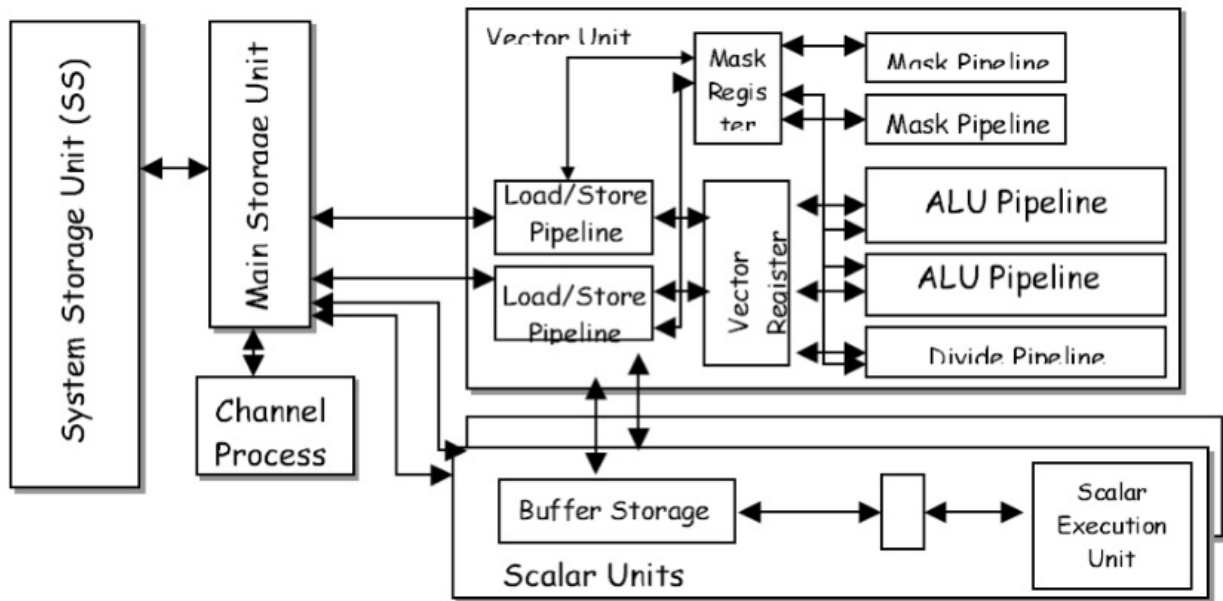 System Storage Unit (SS)
Main Storage Unit
Channel
Process
Vector Unit
Mask
Regis
ter
Mask Pipeline
Mask Pipeline
Load/Store
Pipeline
Load/Store
Pipeline
Vector
Register
ALU Pipeline
ALU Pipeline
Divide Pipeline
Buffer Storage
Scalar
Execution
Unit
Scalar Units